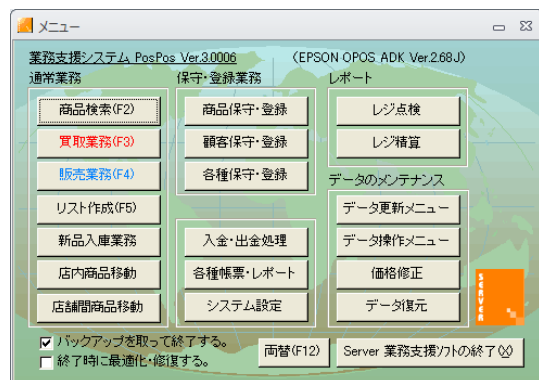 メニュー
業務支援システム PosPos Ver.3.0006 (EPSON OPOS ADK Ver.2.68J)
通常業務
商品検索(F2)
買取業務(F3)
販売業務(F4)
リスト作成(F5)
新品入庫業務
店内商品移動
店舗間商品移動
保守・登録業務
商品保守・登録
顧客保守・登録
各種保守・登録
入金・出金処理
各種帳票・レポート
システム設定
レポート
レジ点検
レジ精算
データのメンテナンス
データ更新メニュー
データ操作メニュー
価格修正
データ復元
SERVER
バックアップを取って終了する。
終了時に最適化・修復する。
両替(F12)
Server 業務支援ソフトの終了(X)